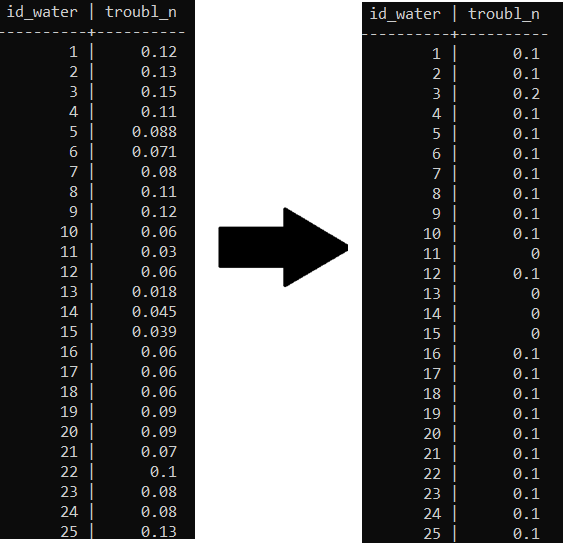 id_water | troubl_n
----------+----------
1 | 0.12
2 | 0.13
3 | 0.15
4 | 0.11
5 | 0.088
6 | 0.071
7 | 0.08
8 | 0.11
9 | 0.12
10 | 0.06
11 | 0.03
12 | 0.06
13 | 0.018
14 | 0.045
15 | 0.039
16 | 0.06
17 | 0.06
18 | 0.06
19 | 0.09
20 | 0.09
21 | 0.07
22 | 0.1
23 | 0.08
24 | 0.08
25 | 0.13
id_water | troubl_n
----------+----------
1 | 0.1
2 | 0.1
3 | 0.2
4 | 0.1
5 | 0.1
6 | 0.1
7 | 0.1
8 | 0.1
9 | 0.1
10 | 0.1
11 | 0
12 | 0.1
13 | 0
14 | 0
15 | 0
16 | 0.1
17 | 0.1
18 | 0.1
19 | 0.1
20 | 0.1
21 | 0.1
22 | 0.1
23 | 0.1
24 | 0.1
25 | 0.1